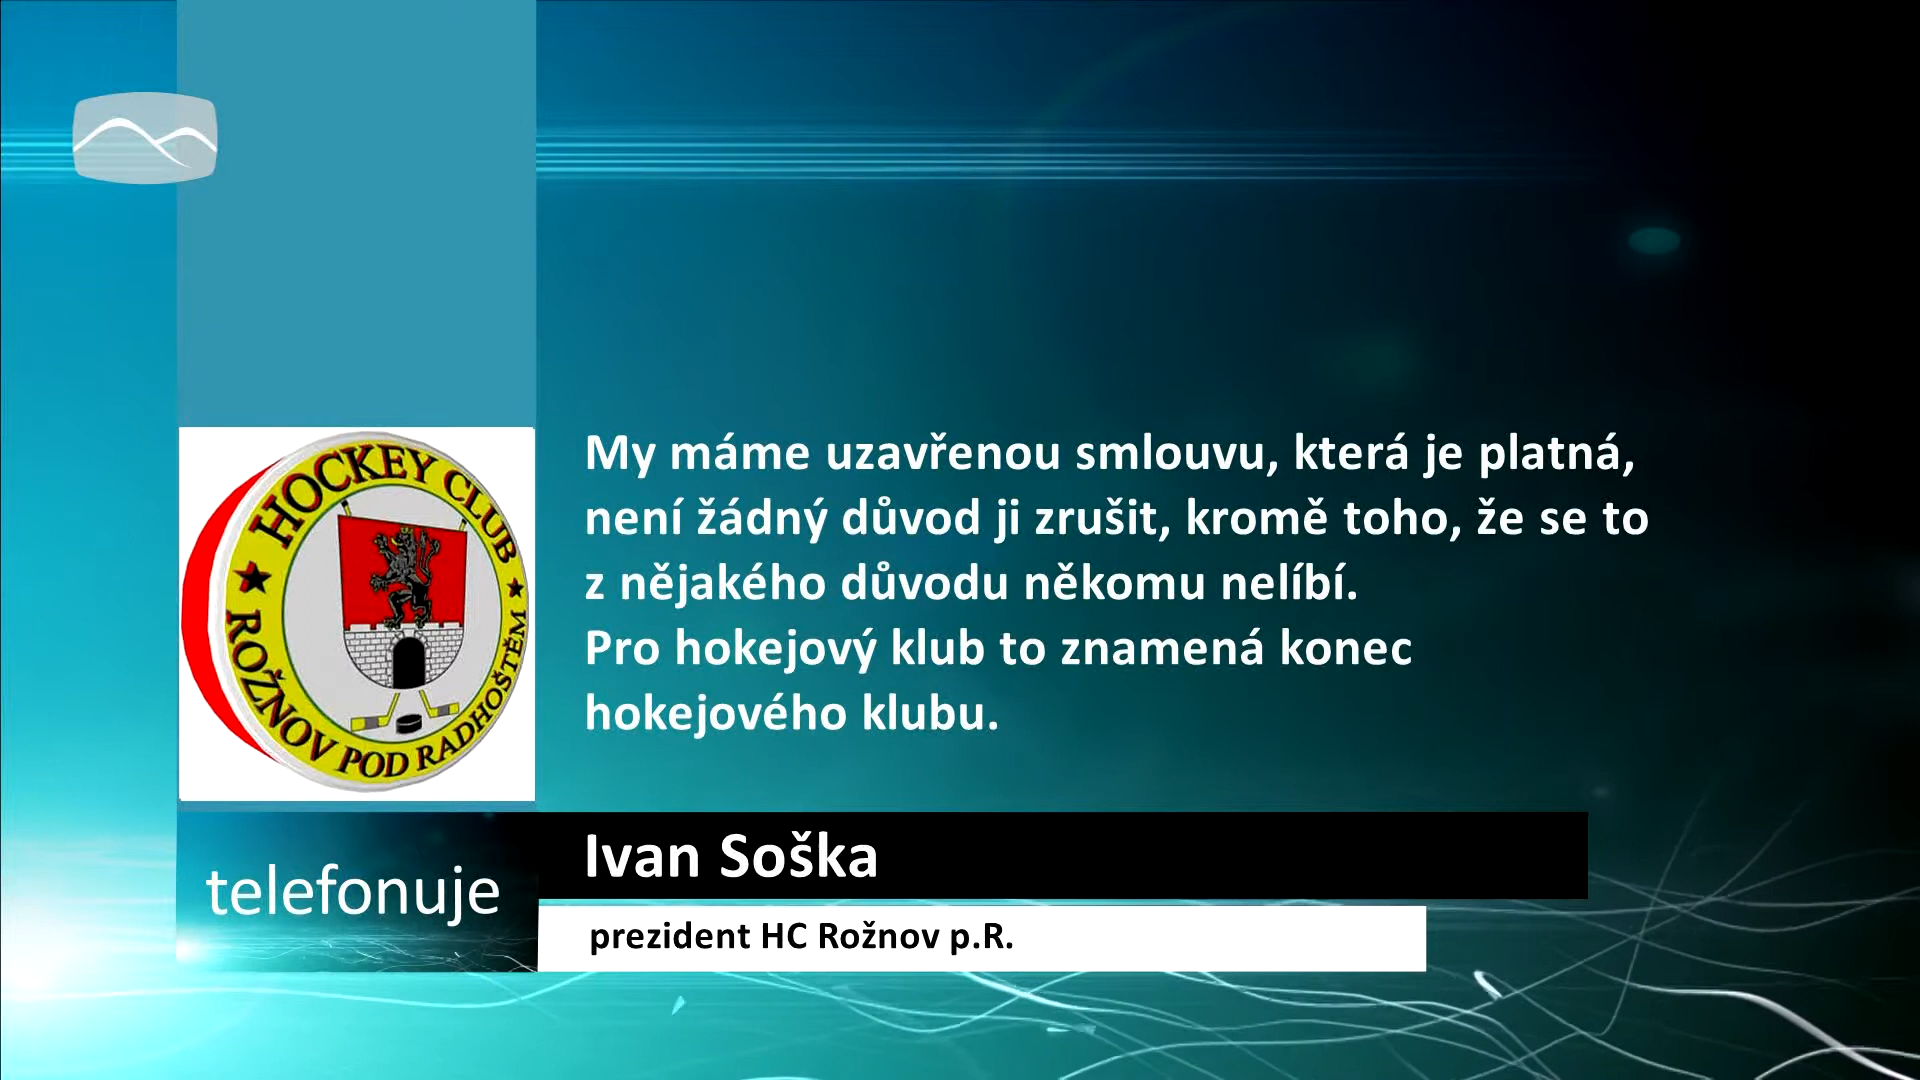 HOCKEY CLUB
ROŽNOV POD RADHOŠTĚM
My máme uzavřenou smlouvu, která je platná,
není žádný důvod ji zrušit, kromě toho, že se to
z nějakého důvodu někomu nelíbí.
Pro hokejový klub to znamená konec
hokejového klubu.
Ivan Soška
telefonuje
prezident HC Rožnov p.R.